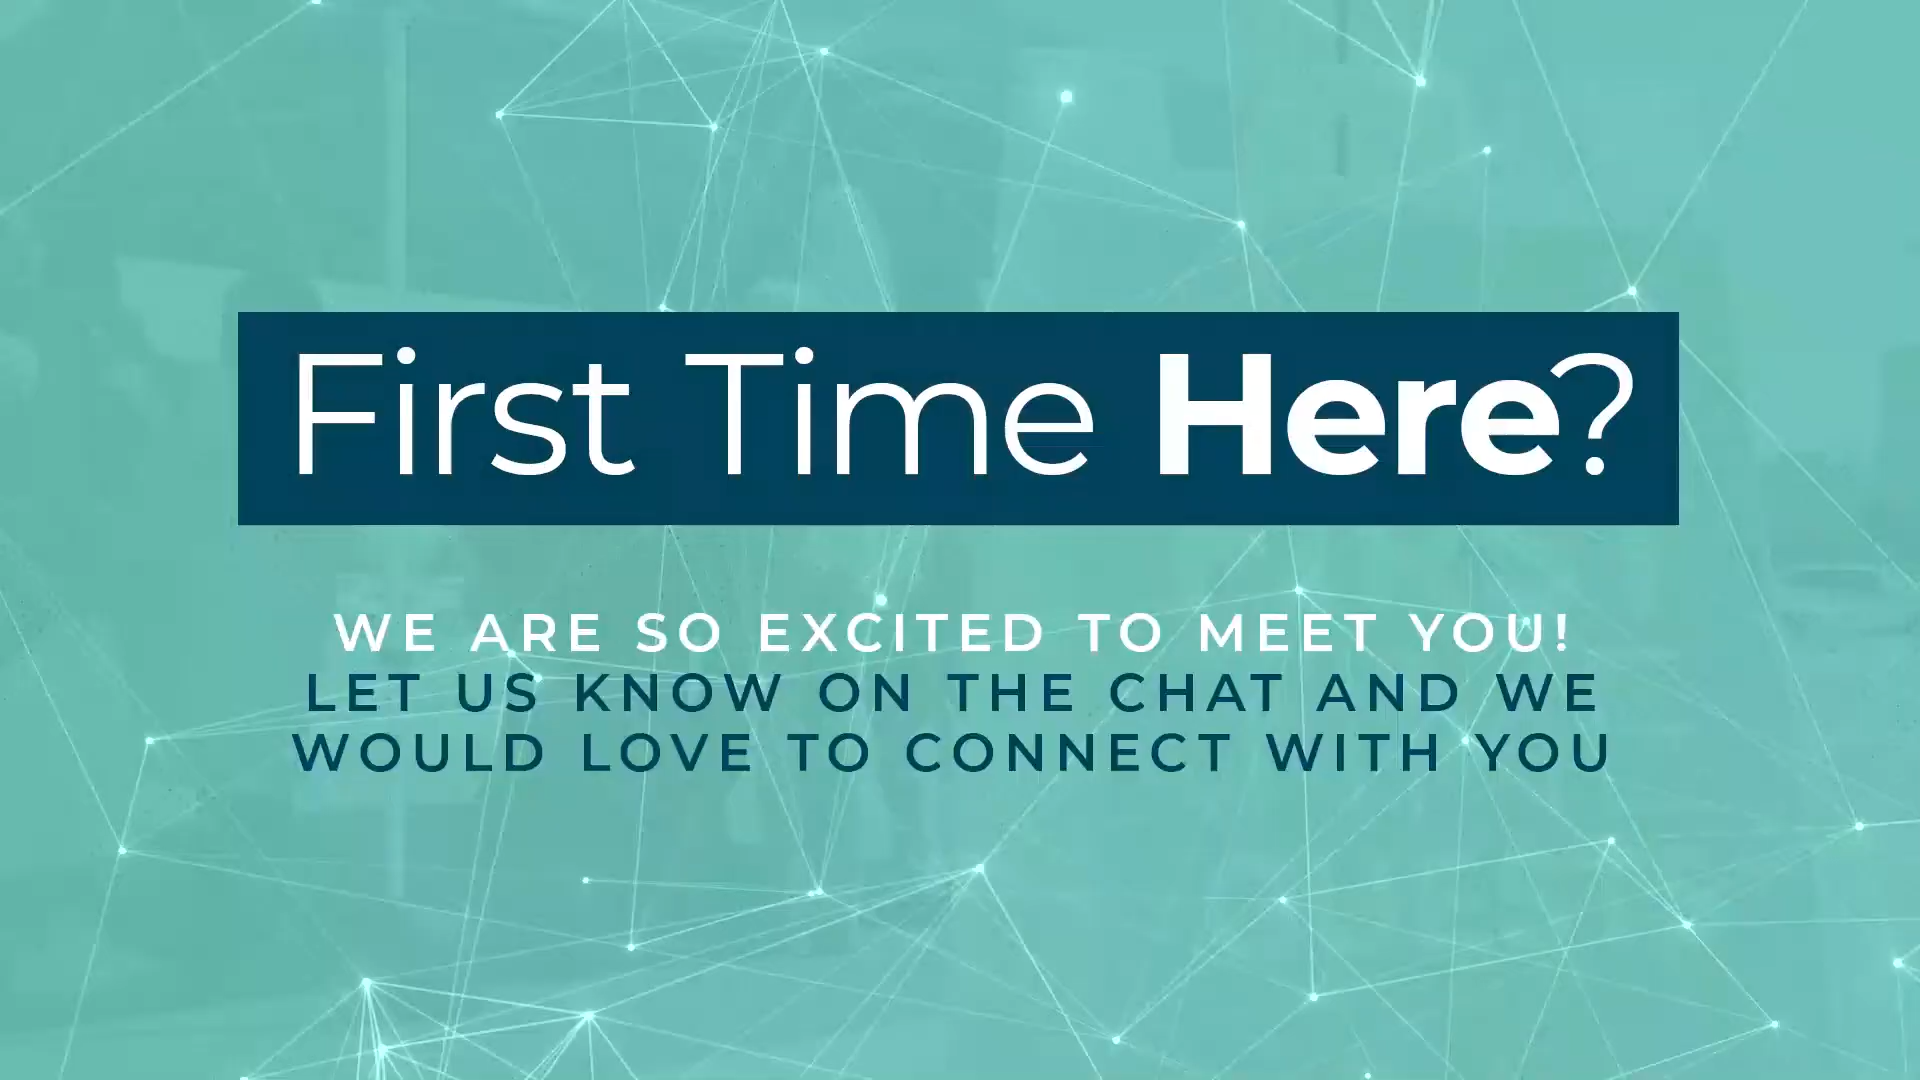 First Time Here?
WE ARE SO EXCITED TO MEET YOU!
LET US KNOW ON THE CHAT AND WE
WOULD LOVE TO CONNECT WITH YOU